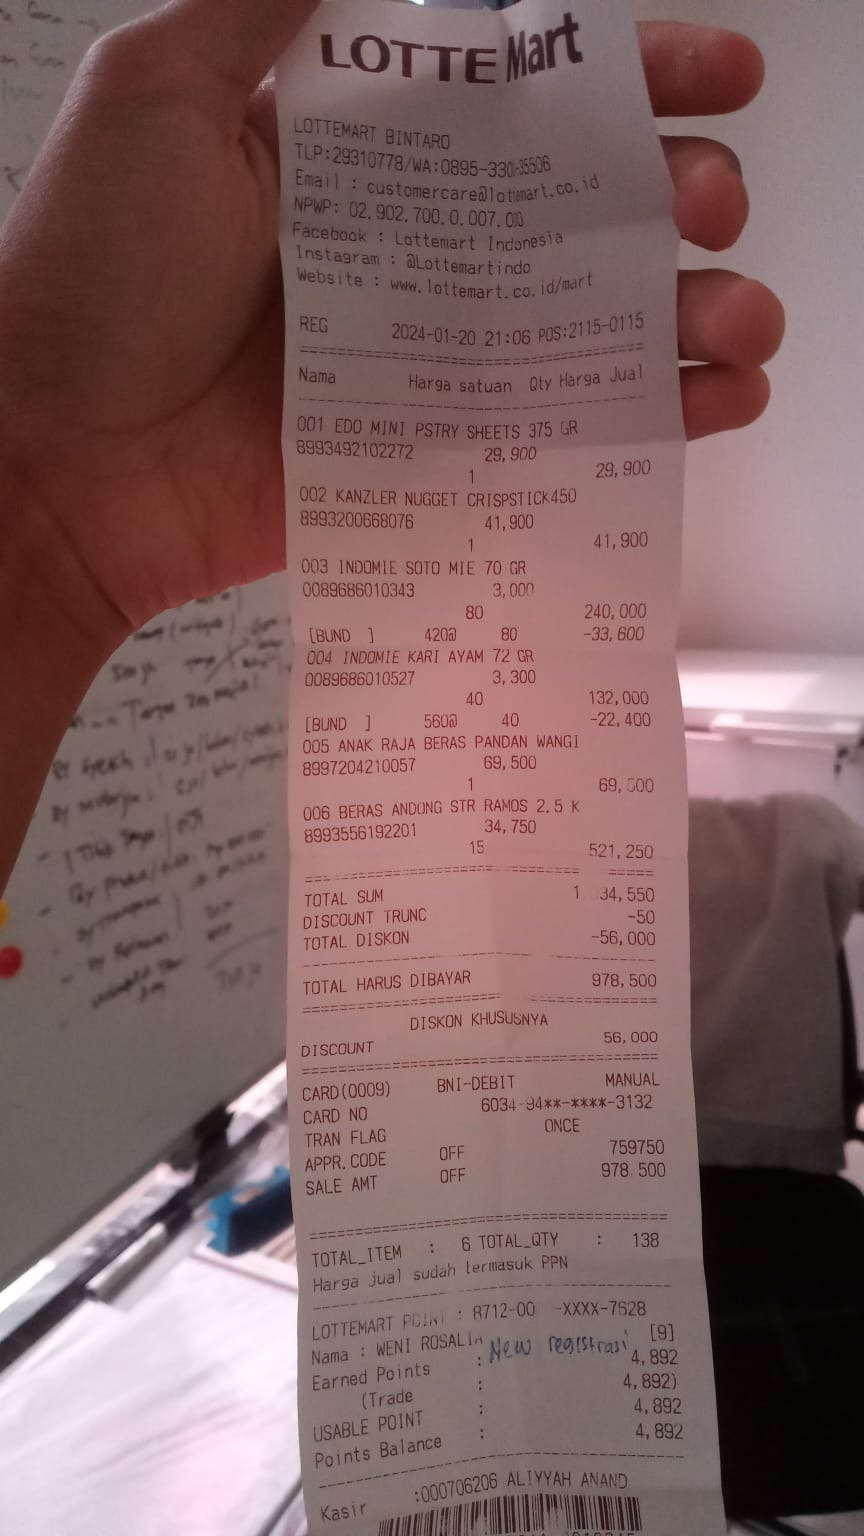 LOTTE Mart
LOTTEMART BINTARO
TLP:29310778/WA:0895-3301-35506
Email : customercare@lottemart.co.id
NPWP: 02.902.700.0.007.000
Facebook : Lottemart Indonesia
Instagram : @Lottemartindo
Website : www.lottemart.co.id/mart
REG 2024-01-20 21:06 POS:2115-0115
Nama Harga satuan Qty Harga Jual
001 EDO MINI PSTRY SHEETS 375 GR
8993492102272 29,900
1 29,900
002 KANZLER NUGGET CRISPSTICK450
8993200668076 41,900
1 41,900
003 INDOMIE SOTO MIE 70 GR
0089686010343 3,000
80 240,000
[BUND ] 420@ 80 -33,600
004 INDOMIE KARI AYAM 72 GR
0089686010527 3,300
40 132,000
[BUND ] 560@ 40 -22,400
005 ANAK RAJA BERAS PANDAN WANGI
8997204210057 69,500
1 69,500
006 BERAS ANDONG STR RAMOS 2.5 K
8993556192201 34,750
15 521,250
TOTAL SUM 1 34,550
DISCOUNT TRUNC -50
TOTAL DISKON -56,000
TOTAL HARUS DIBAYAR 978,500
DISKON KHUSUSNYA
DISCOUNT 56,000
CARD(0009) BNI-DEBIT MANUAL
CARD NO 6034-94**-****-3132
TRAN FLAG ONCE
APPR.CODE OFF 759750
SALE AMT OFF 978,500
TOTAL_ITEM : 6 TOTAL_QTY : 138
Harga jual sudah termasuk PPN
LOTTEMART POINT : 8712-00 -XXXX-7628
Nama : WENI ROSALIA New registrasi [9]
Earned Points : 4,892
(Trade : 4,892)
USABLE POINT : 4,892
Points Balance : 4,892
Kasir :000706206 ALIYYAH ANAND